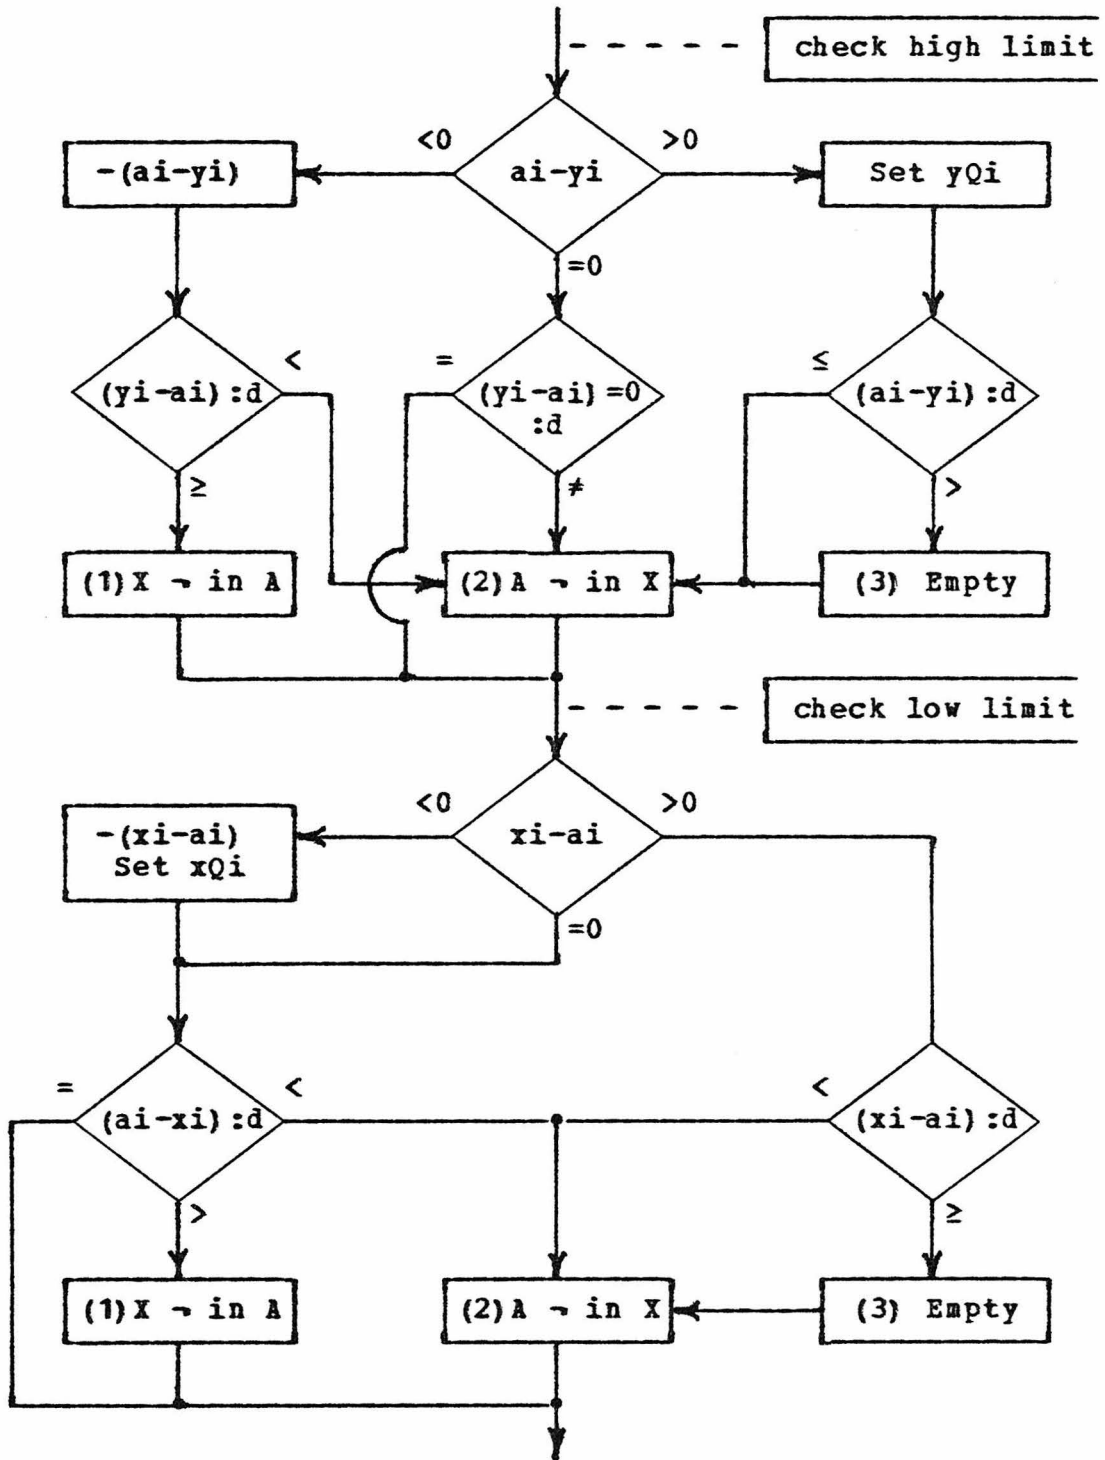 check high limit
<0
>0
-(ai-yi)
ai-yi
Set yQi
=0
<
=
≤
(yi-ai) :d
(yi-ai) =0
:d
(ai-yi) :d
≥
≠
>
(1) X ¬ in A
(2) A ¬ in X
(3) Empty
check low limit
<0
>0
-(xi-ai)
Set xQi
xi-ai
=0
=
<
<
(ai-xi) :d
(xi-ai) :d
>
≥
(1) X ¬ in A
(2) A ¬ in X
(3) Empty